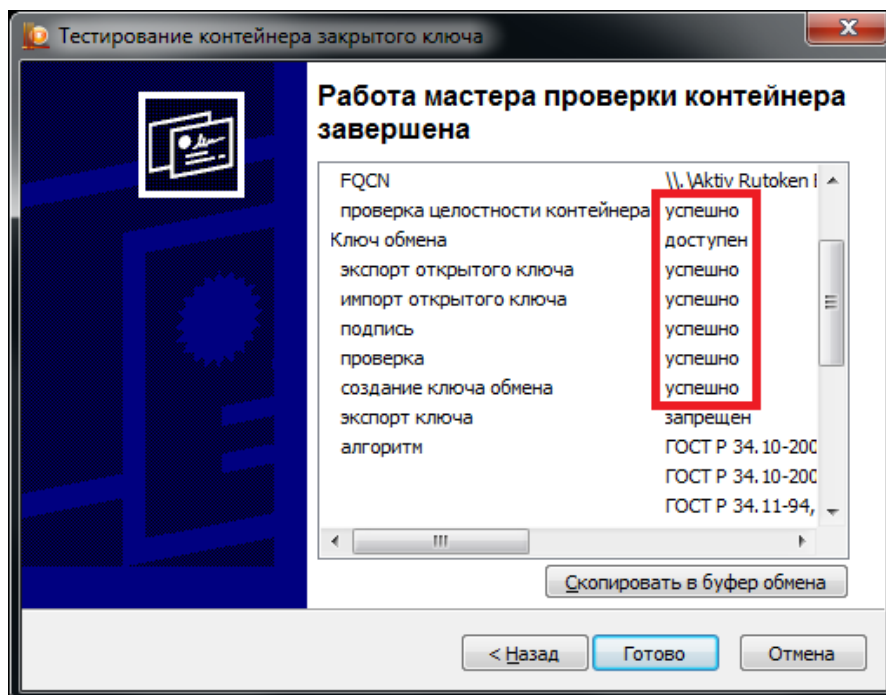 Тестирование контейнера закрытого ключа
Работа мастера проверки контейнера
завершена
FQCN \\.\Aktiv Rutoken
проверка целостности контейнера успешно
Ключ обмена доступен
экспорт открытого ключа успешно
импорт открытого ключа успешно
подпись успешно
проверка успешно
создание ключа обмена успешно
экспорт ключа запрещен
алгоритм ГОСТ Р 34.10-200
ГОСТ Р 34.10-200
ГОСТ Р 34.11-94,
Скопировать в буфер обмена
< Назад Готово Отмена